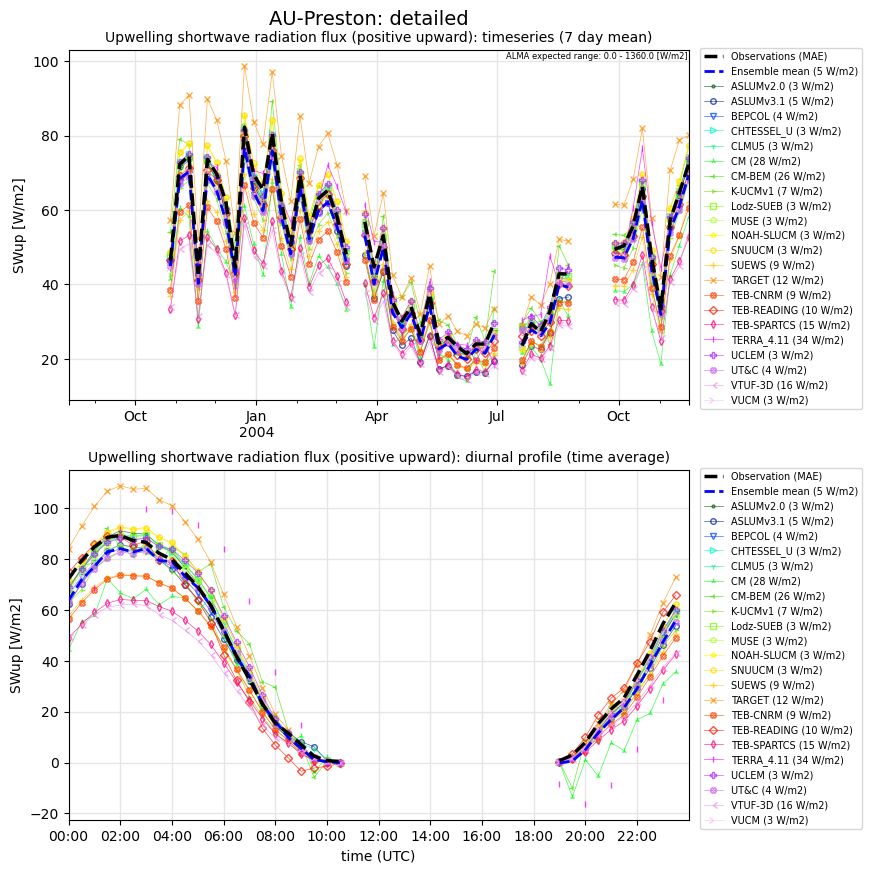 AU-Preston: detailed
Upwelling shortwave radiation flux (positive upward): timeseries (7 day mean)
ALMA expected range: 0.0 - 1360.0 [W/m2]
SWup [W/m2]
100
80
60
40
20
Oct
Jan
2004
Apr
Jul
Oct
Observations (MAE)
Ensemble mean (5 W/m2)
ASLUMv2.0 (3 W/m2)
ASLUMv3.1 (5 W/m2)
BEPCOL (4 W/m2)
CHTESSEL_U (3 W/m2)
CLMU5 (3 W/m2)
CM (28 W/m2)
CM-BEM (26 W/m2)
K-UCMv1 (7 W/m2)
Lodz-SUEB (3 W/m2)
MUSE (3 W/m2)
NOAH-SLUCM (3 W/m2)
SNUUCM (3 W/m2)
SUEWS (9 W/m2)
TARGET (12 W/m2)
TEB-CNRM (9 W/m2)
TEB-READING (10 W/m2)
TEB-SPARTCS (15 W/m2)
TERRA_4.11 (34 W/m2)
UCLEM (3 W/m2)
UT&C (4 W/m2)
VTUF-3D (16 W/m2)
VUCM (3 W/m2)
Upwelling shortwave radiation flux (positive upward): diurnal profile (time average)
SWup [W/m2]
100
80
60
40
20
0
−20
00:00
02:00
04:00
06:00
08:00
10:00
12:00
14:00
16:00
18:00
20:00
22:00
time (UTC)
Observation (MAE)
Ensemble mean (5 W/m2)
ASLUMv2.0 (3 W/m2)
ASLUMv3.1 (5 W/m2)
BEPCOL (4 W/m2)
CHTESSEL_U (3 W/m2)
CLMU5 (3 W/m2)
CM (28 W/m2)
CM-BEM (26 W/m2)
K-UCMv1 (7 W/m2)
Lodz-SUEB (3 W/m2)
MUSE (3 W/m2)
NOAH-SLUCM (3 W/m2)
SNUUCM (3 W/m2)
SUEWS (9 W/m2)
TARGET (12 W/m2)
TEB-CNRM (9 W/m2)
TEB-READING (10 W/m2)
TEB-SPARTCS (15 W/m2)
TERRA_4.11 (34 W/m2)
UCLEM (3 W/m2)
UT&C (4 W/m2)
VTUF-3D (16 W/m2)
VUCM (3 W/m2)